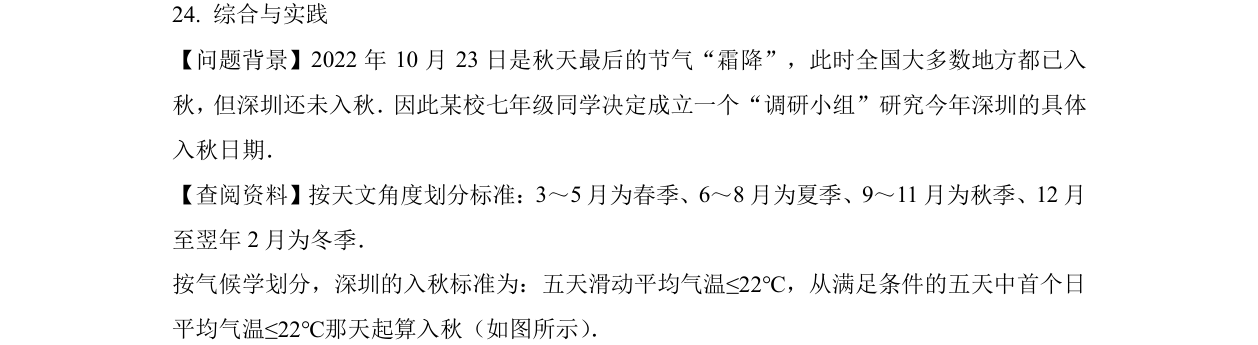 24. 综合与实践
【问题背景】2022 年 10 月 23 日是秋天最后的节气“霜降”，此时全国大多数地方都已入
秋，但深圳还未入秋．因此某校七年级同学决定成立一个“调研小组”研究今年深圳的具体
入秋日期．
【查阅资料】按天文角度划分标准：3～5 月为春季、6～8 月为夏季、9～11 月为秋季、12 月
至翌年 2 月为冬季．
按气候学划分，深圳的入秋标准为：五天滑动平均气温≤22℃，从满足条件的五天中首个日
平均气温≤22℃那天起算入秋（如图所示）．